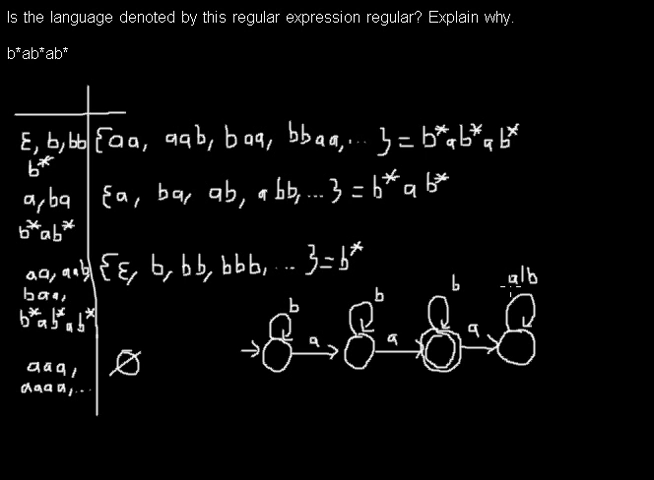 Is the language denoted by this regular expression regular? Explain why.
b*ab*ab*
ε, b, bb {aa, aab, baa, bbaa, ... } = b*ab*ab*
b*
a, ba {a, ba, ab, abb, ... } = b*ab*
b*ab*
aa, aab, {ε, b, bb, bbb, ... } = b*
baa,
b*ab*ab*
aaa, ∅
aaaa, ...
b b b a|b
a a a